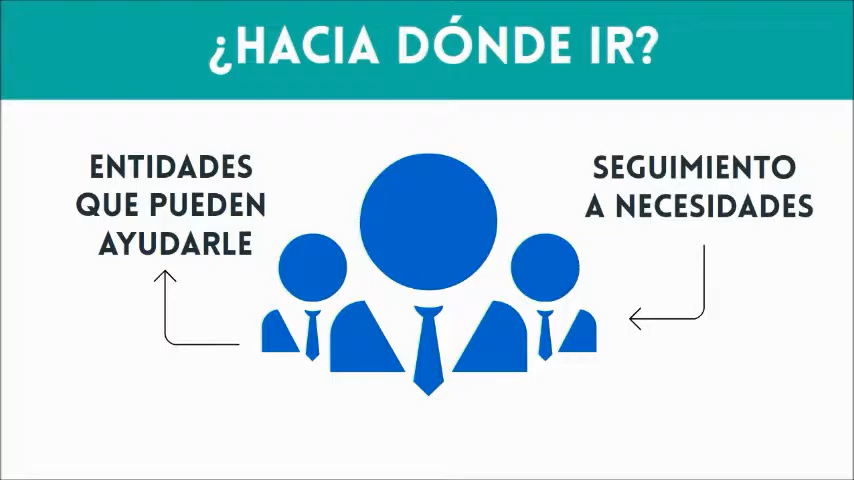 ¿HACIA DÓNDE IR?
ENTIDADES
QUE PUEDEN
AYUDARLE
SEGUIMIENTO
A NECESIDADES